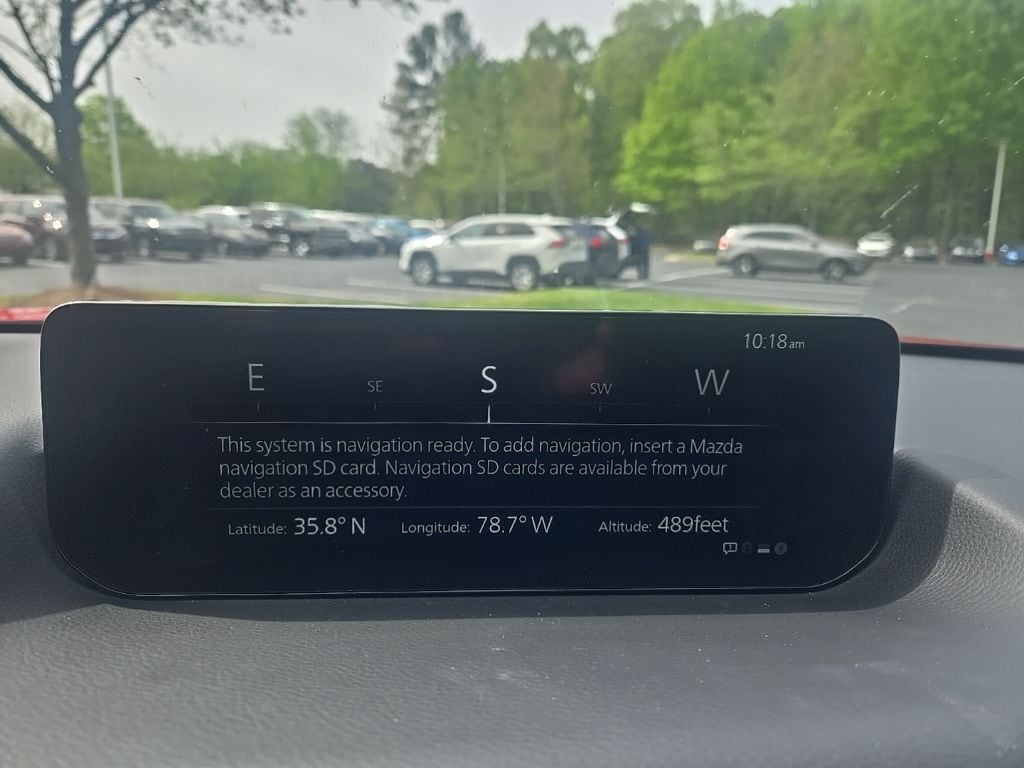 10:18am
E SE S SW W
This system is navigation ready. To add navigation, insert a Mazda
navigation SD card. Navigation SD cards are available from your
dealer as an accessory.
Latitude: 35.8° N Longitude: 78.7° W Altitude: 489feet